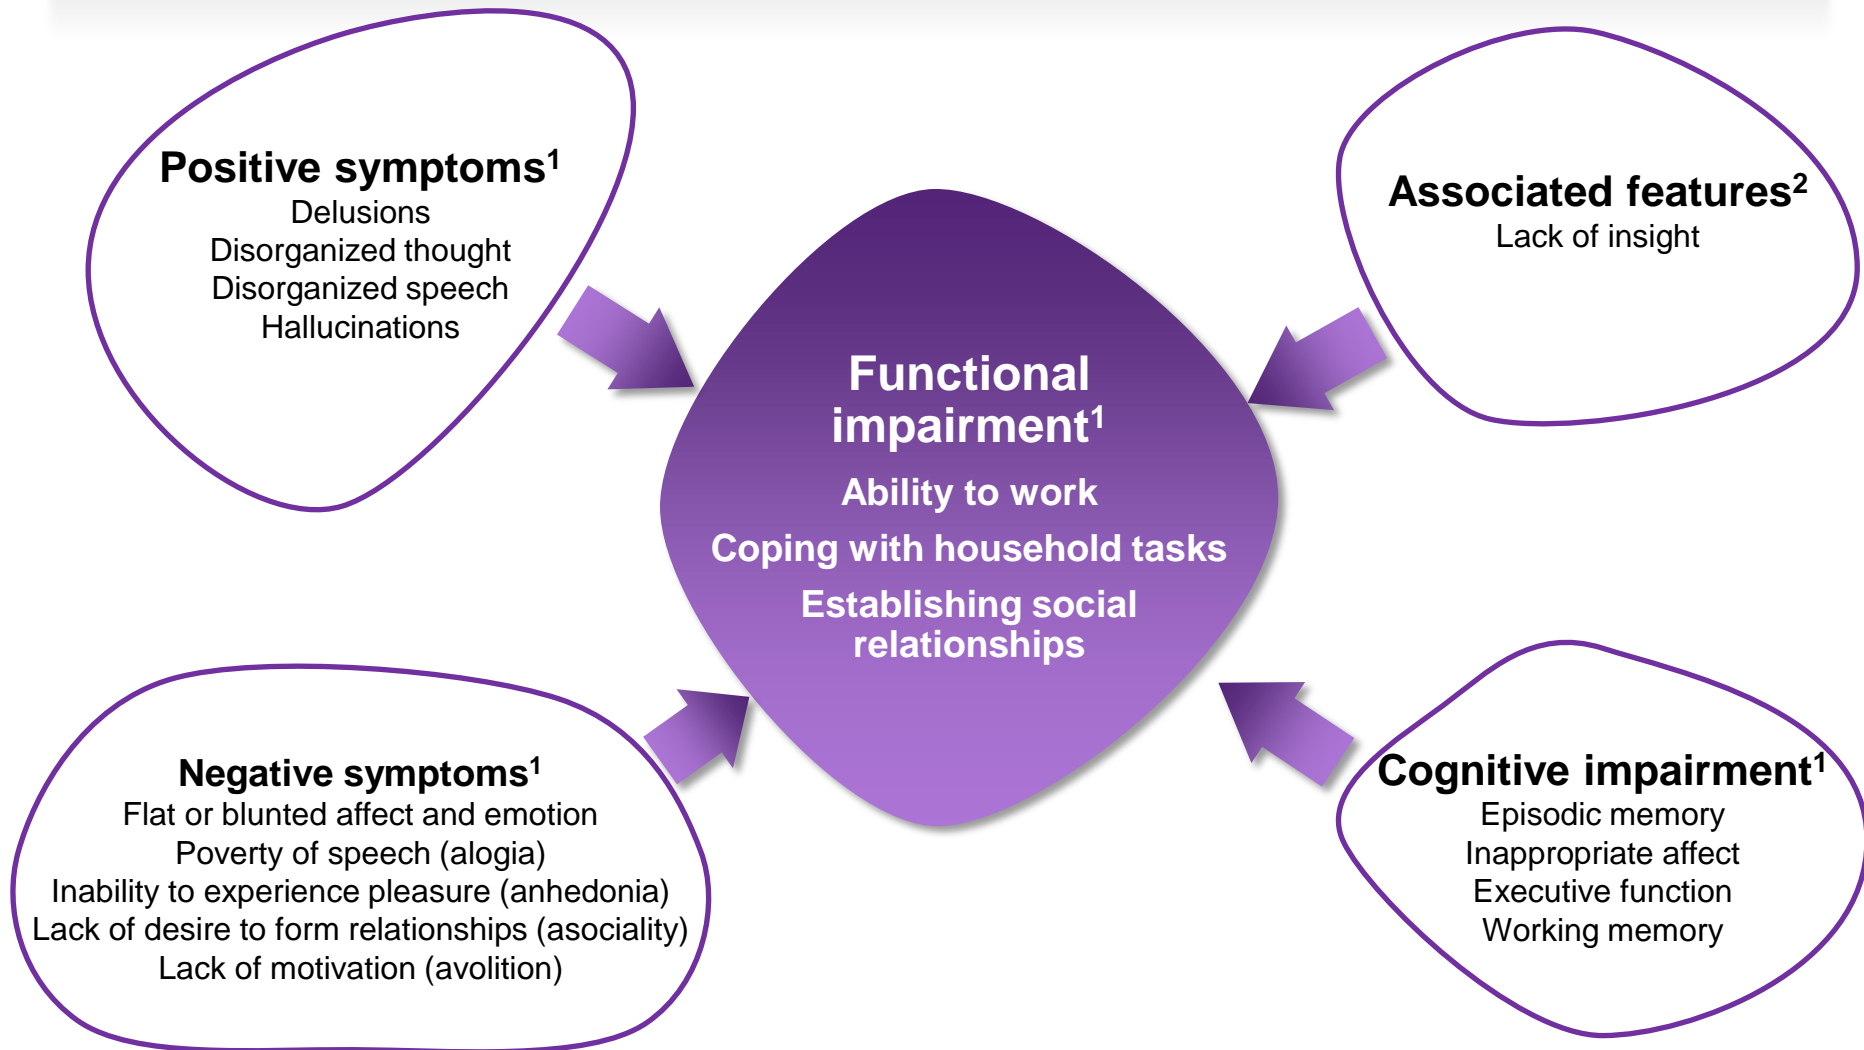 Positive symptoms1
Delusions
Disorganized thought
Disorganized speech
Hallucinations
Associated features2
Lack of insight
Functional
impairment1
Ability to work
Coping with household tasks
Establishing social
relationships
Negative symptoms1
Flat or blunted affect and emotion
Poverty of speech (alogia)
Inability to experience pleasure (anhedonia)
Lack of desire to form relationships (asociality)
Lack of motivation (avolition)
Cognitive impairment1
Episodic memory
Inappropriate affect
Executive function
Working memory